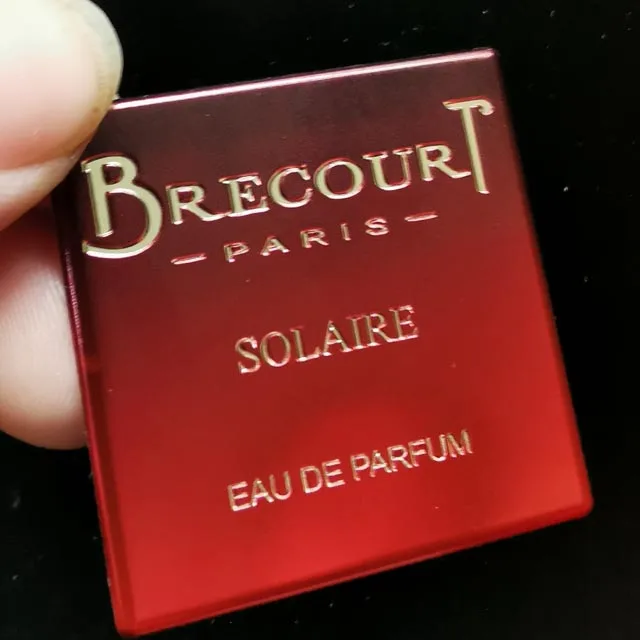 BRECOURT
– PARIS –
SOLAIRE
EAU DE PARFUM